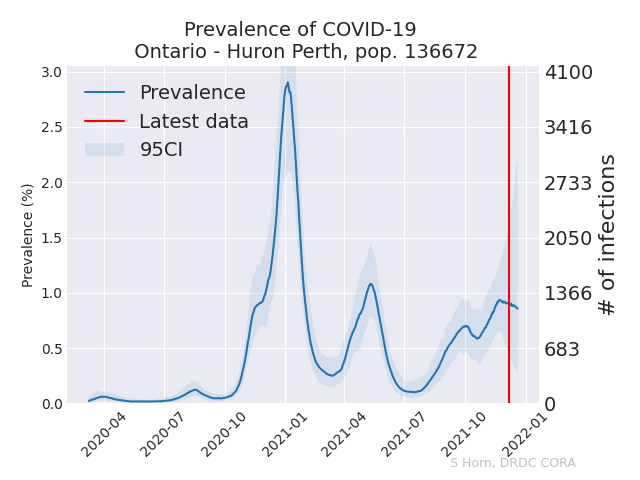 Prevalence of COVID-19
Ontario - Huron Perth, pop. 136672
Prevalence
Latest data
95CI
Prevalence (%)
3.0
2.5
2.0
1.5
1.0
0.5
0.0
4100
3416
2733
2050
1366
683
0
# of infections
2020-04
2020-07
2020-10
2021-01
2021-04
2021-07
2021-10
2022-01
S Horn, DRDC CORA